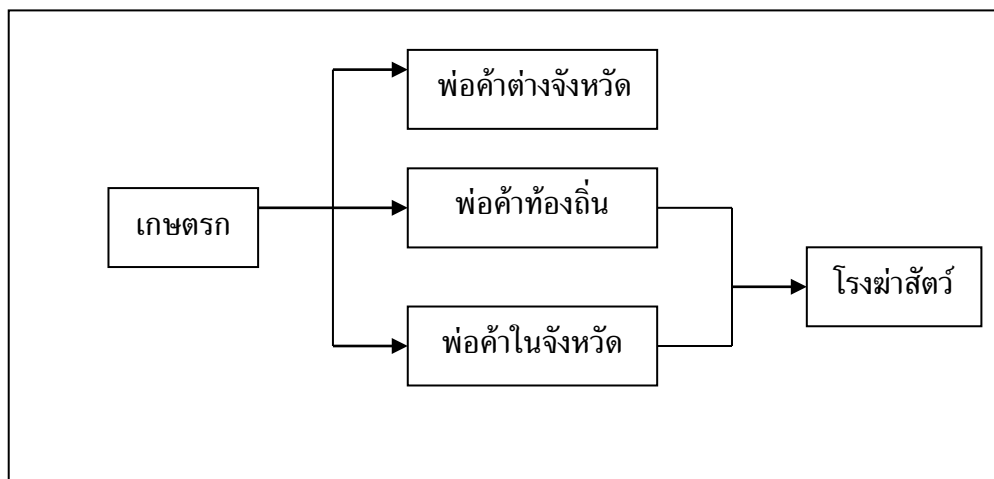 พ่อค้าต่างจังหวัด
พ่อค้าท้องถิ่น
เกษตรก
โรงฆ่าสัตว์
พ่อค้าในจังหวัด